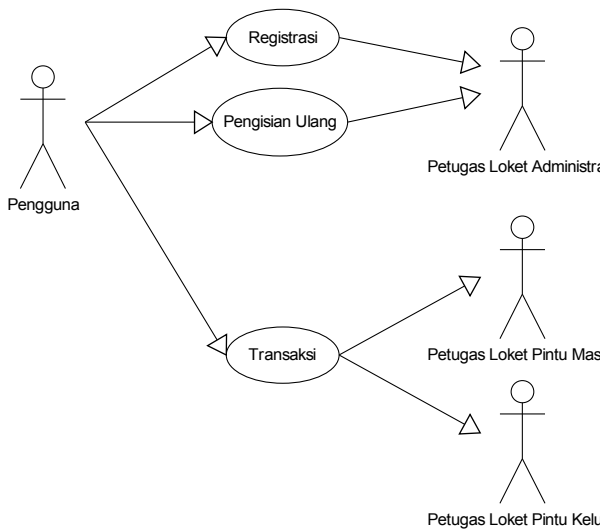 Registrasi
Pengisian Ulang
Petugas Loket Administra
Pengguna
Transaksi
Petugas Loket Pintu Mas
Petugas Loket Pintu Kelu